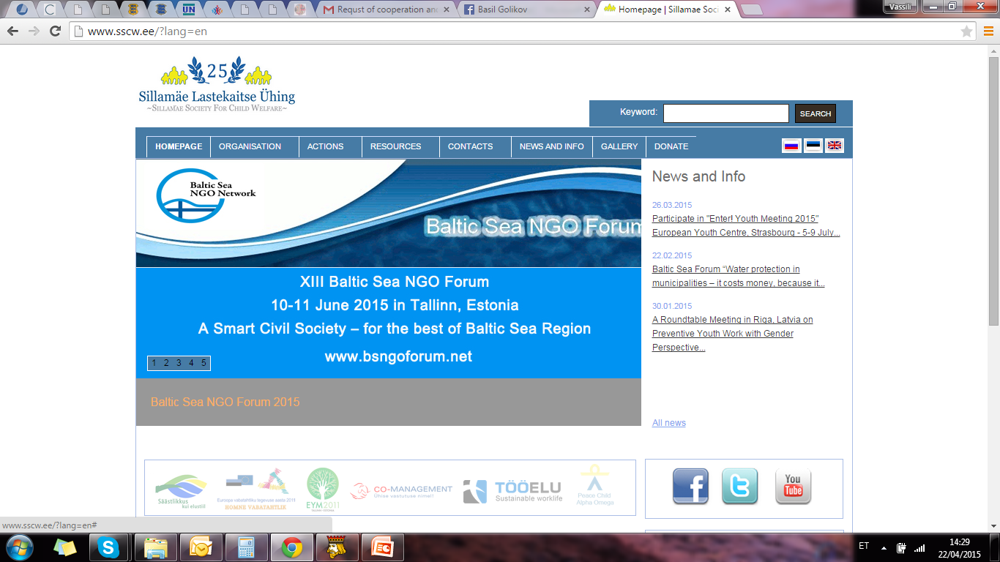 UN
Requst of cooperation and
Basil Golikov
Homepage | Sillamae Soci
Vassili
www.sscw.ee/?lang=en
25
Sillamäe Lastekaitse Ühing
~Sillamäe Society For Child Welfare~
Keyword:
SEARCH
HOMEPAGE
ORGANISATION
ACTIONS
RESOURCES
CONTACTS
NEWS AND INFO
GALLERY
DONATE
Baltic Sea
NGO Network
Baltic Sea NGO Forum
XIII Baltic Sea NGO Forum
10-11 June 2015 in Tallinn, Estonia
A Smart Civil Society – for the best of Baltic Sea Region
www.bsngoforum.net
1 2 3 4 5
Baltic Sea NGO Forum 2015
News and Info
26.03.2015
Participate in "Enter! Youth Meeting 2015"
European Youth Centre, Strasbourg - 5-9 July...
22.02.2015
Baltic Sea Forum “Water protection in
municipalities – it costs money, because it...
30.01.2015
A Roundtable Meeting in Riga, Latvia on
Preventive Youth Work with Gender
Perspective...
All news
Säästlikkus
kui elustiil
Euroopa vabatahtliku tegevuse aasta 2011
HOMNE VABATAHTLIK
EYM2011
TALLINN - ESTONIA
CO-MANAGEMENT
Ühise vastutuse nimel!
TÖÖELU
Sustainable worklife
Peace Child
Alpha Omega
You
Tube
www.sscw.ee/?lang=en#
ET
14:29
22/04/2015